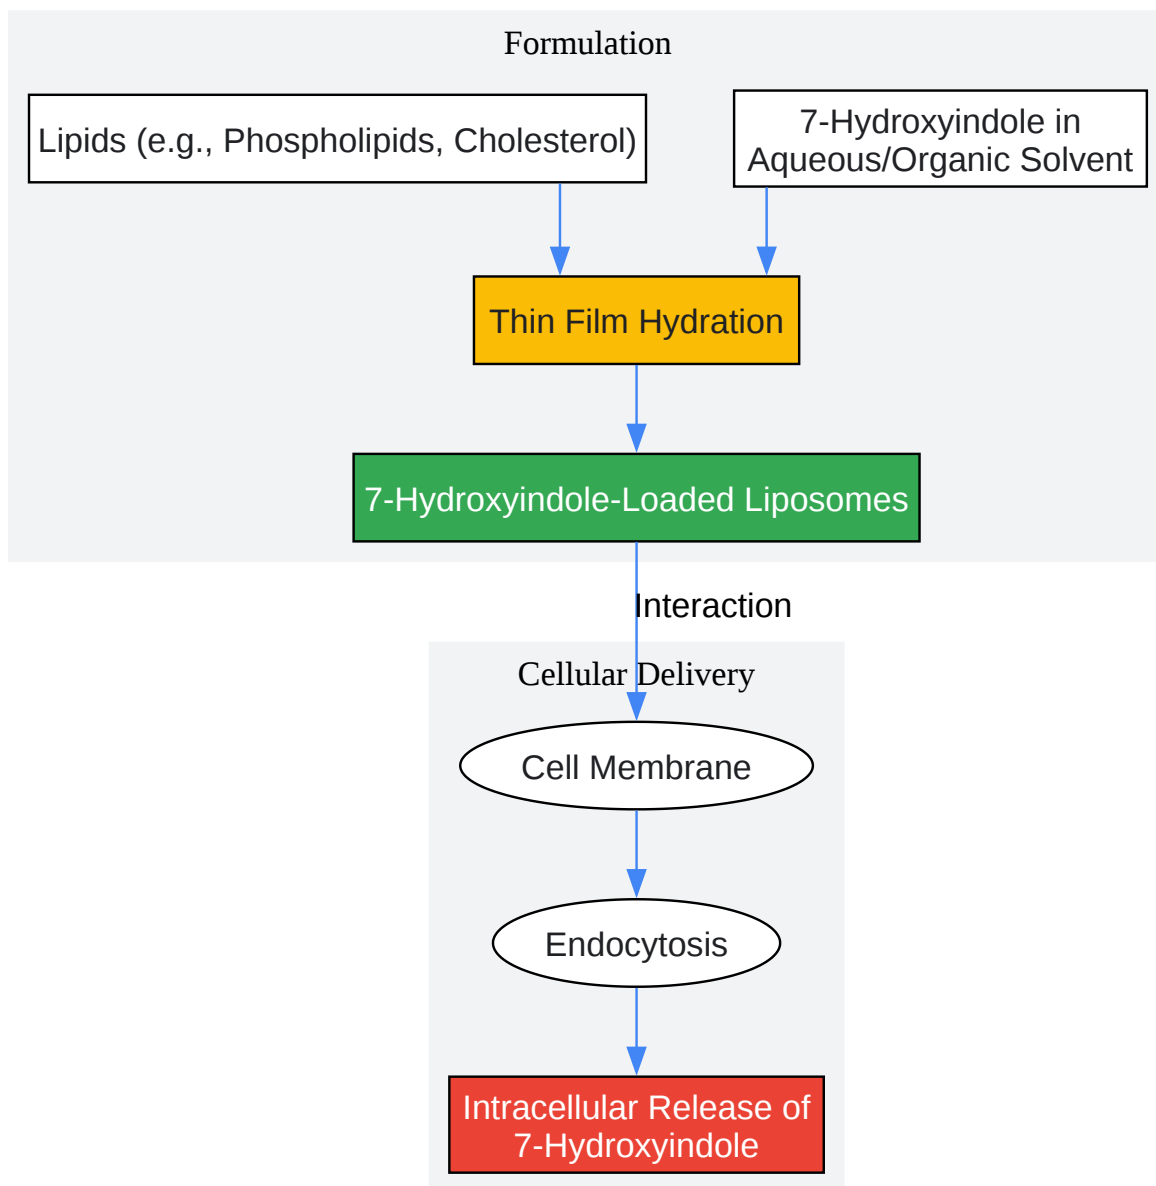 Formulation
Lipids (e.g., Phospholipids, Cholesterol)
7-Hydroxyindole in
Aqueous/Organic Solvent
Thin Film Hydration
7-Hydroxyindole-Loaded Liposomes
Interaction
Cellular Delivery
Cell Membrane
Endocytosis
Intracellular Release of
7-Hydroxyindole